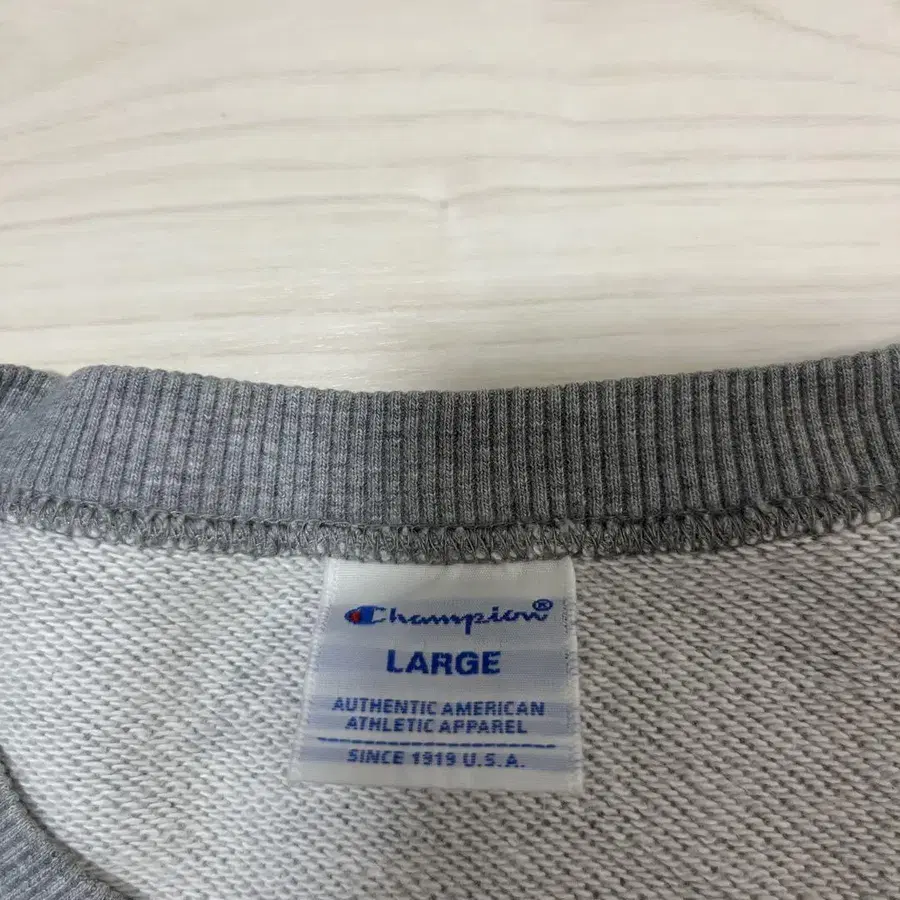 Champion®
LARGE
AUTHENTIC AMERICAN
ATHLETIC APPAREL
SINCE 1919 U.S.A.